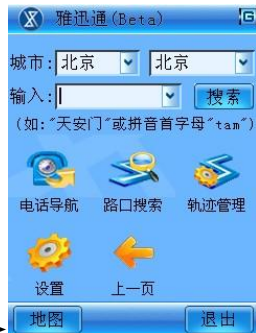 雅迅通(Beta)
城市: 北京 北京
输入: 搜索
(如:"天安门"或拼音首字母"tam")
电话导航 路口搜索 轨迹管理
设置 上一页
地图 退出